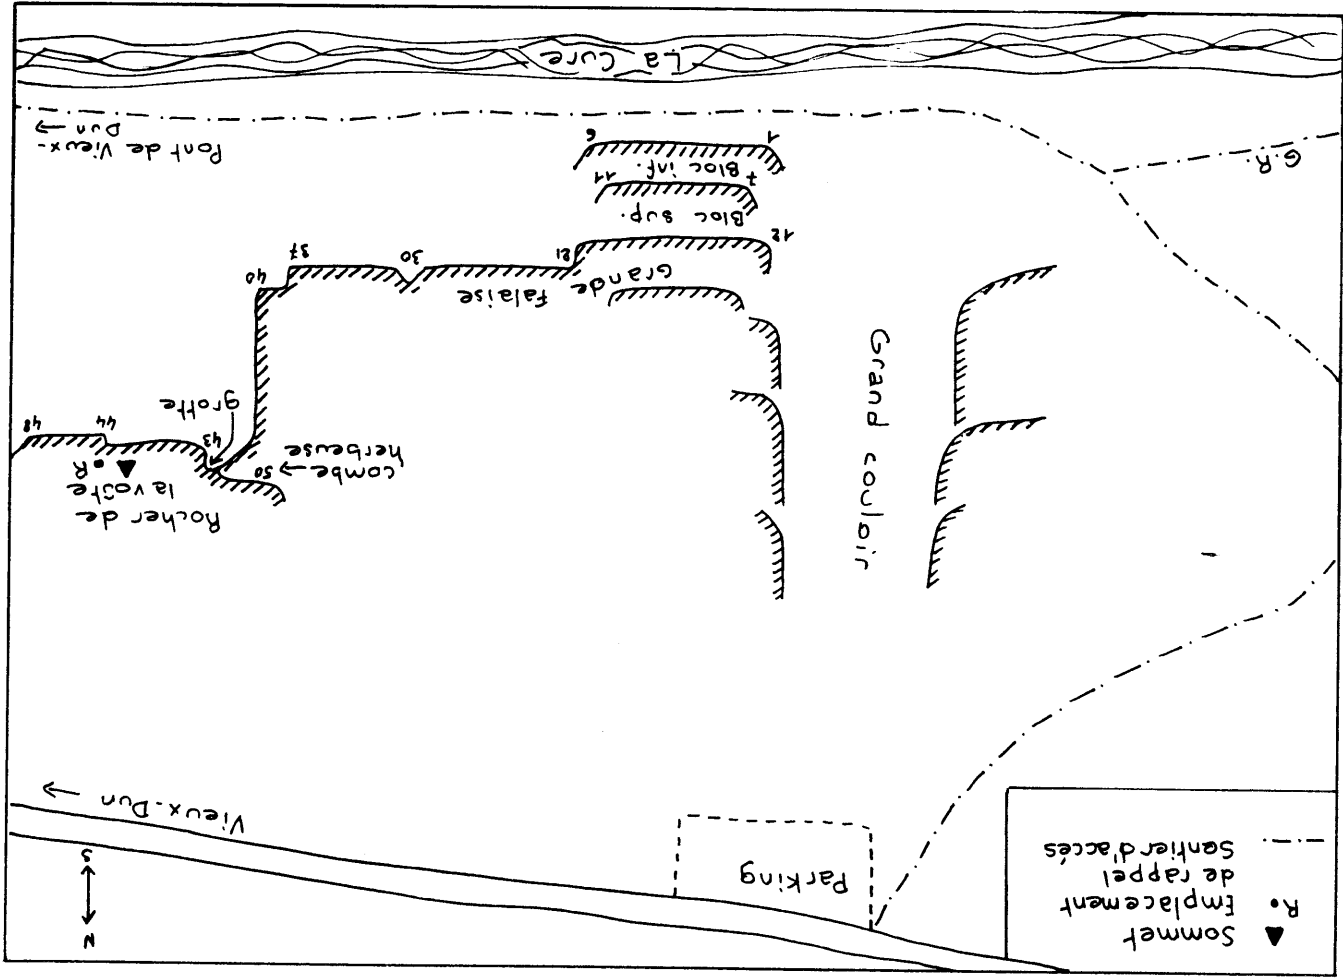 ▲ Sommet
R. Emplacement
de rappel
Sentier d'accés
Parking
N
S
Vieux-Dun →
Grand couloir
Rocher de
la voûte
R
combe
herbeuse
50
43
44
48
grotte
Grande
Falaise
12
21
30
37
40
Bloc sup.
7
11
Bloc inf.
1
6
G.R.
Pont de Vieux-
Dun →
La Cure